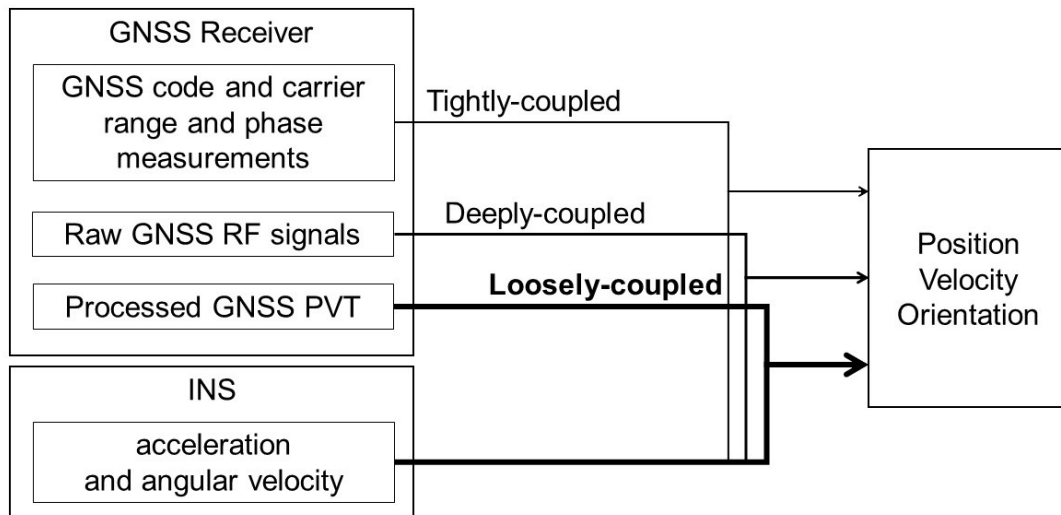 GNSS Receiver
GNSS code and carrier
range and phase
measurements
Tightly-coupled
Raw GNSS RF signals
Deeply-coupled
Processed GNSS PVT
Loosely-coupled
INS
acceleration
and angular velocity
Position
Velocity
Orientation